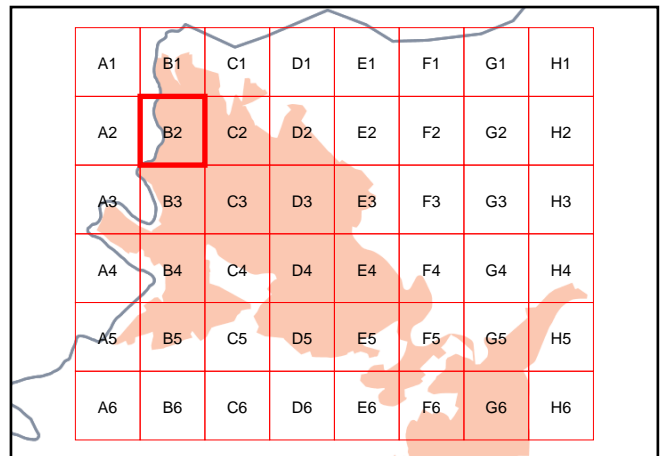 A1 B1 C1 D1 E1 F1 G1 H1
A2 B2 C2 D2 E2 F2 G2 H2
A3 B3 C3 D3 E3 F3 G3 H3
A4 B4 C4 D4 E4 F4 G4 H4
A5 B5 C5 D5 E5 F5 G5 H5
A6 B6 C6 D6 E6 F6 G6 H6